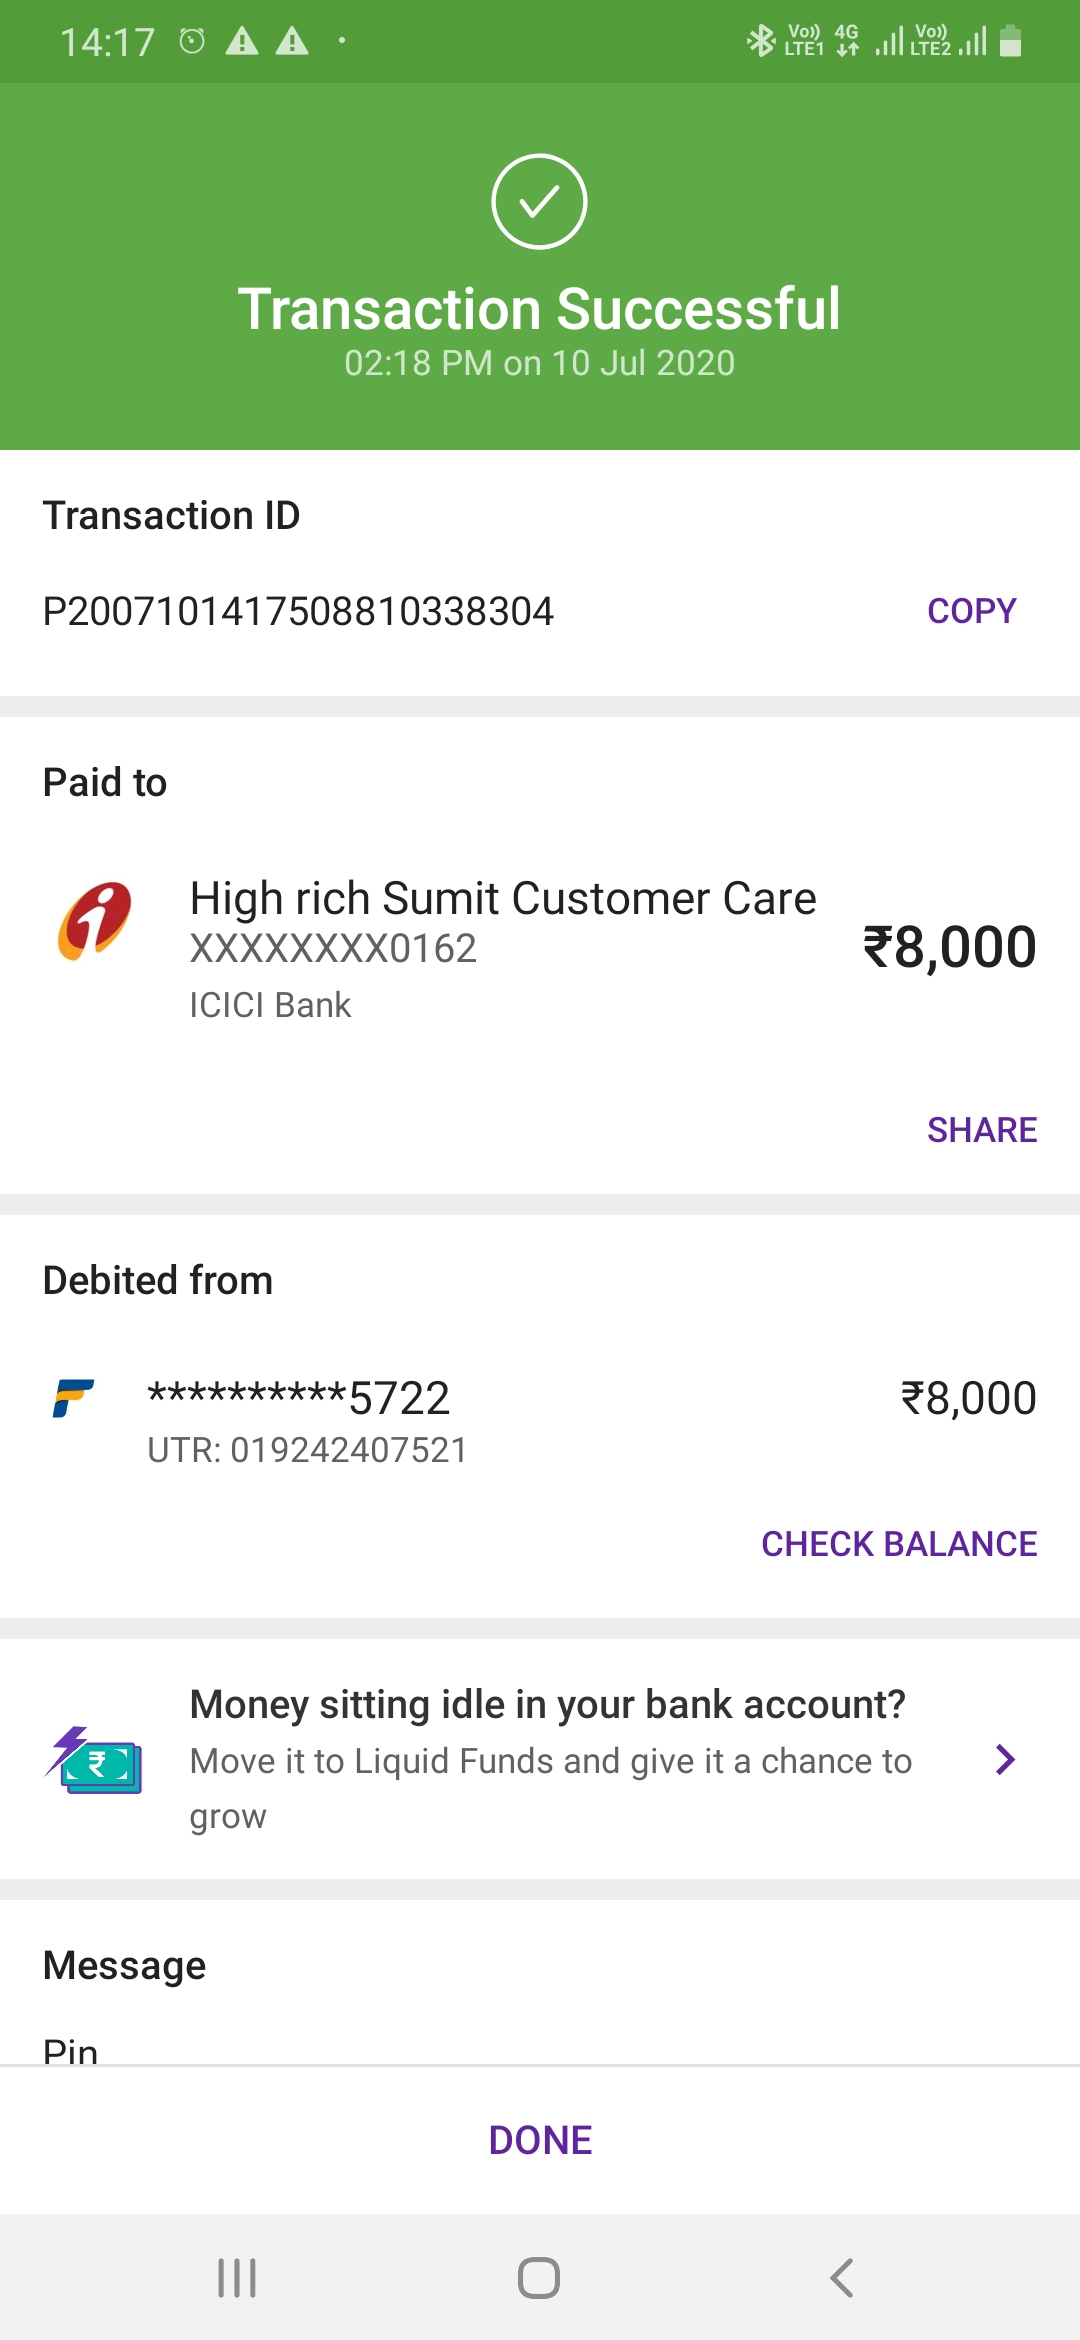 14:17
Vo)) LTE1 4G Vo)) LTE2
Transaction Successful
02:18 PM on 10 Jul 2020
Transaction ID
P2007101417508810338304
COPY
Paid to
High rich Sumit Customer Care
XXXXXXXX0162
₹8,000
ICICI Bank
SHARE
Debited from
**********5722
₹8,000
UTR: 019242407521
CHECK BALANCE
Money sitting idle in your bank account?
Move it to Liquid Funds and give it a chance to
grow
Message
Pin
DONE